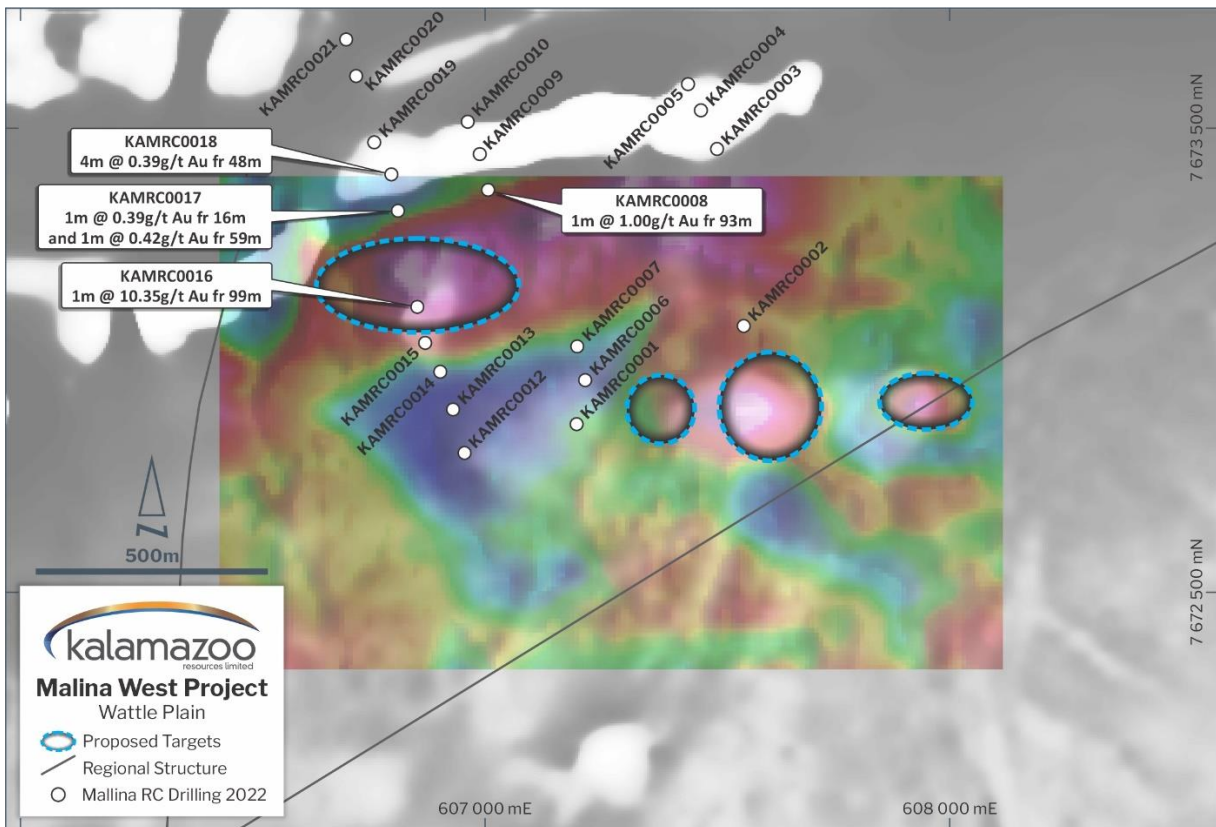 KAMRC0021
KAMRC0020
KAMRC0019
KAMRC0010
KAMRC0009
KAMRC0005
KAMRC0004
KAMRC0003
7 673 500 mN
KAMRC0018
4m @ 0.39g/t Au fr 48m
KAMRC0017
1m @ 0.39g/t Au fr 16m
and 1m @ 0.42g/t Au fr 59m
KAMRC0008
1m @ 1.00g/t Au fr 93m
KAMRC0016
1m @ 10.35g/t Au fr 99m
KAMRC0015
KAMRC0014
KAMRC0013
KAMRC0012
KAMRC0007
KAMRC0006
KAMRC0001
KAMRC0002
N
500m
7 672 500 mN
kalamazoo
resources limited
Malina West Project
Wattle Plain
Proposed Targets
Regional Structure
Mallina RC Drilling 2022
607 000 mE
608 000 mE